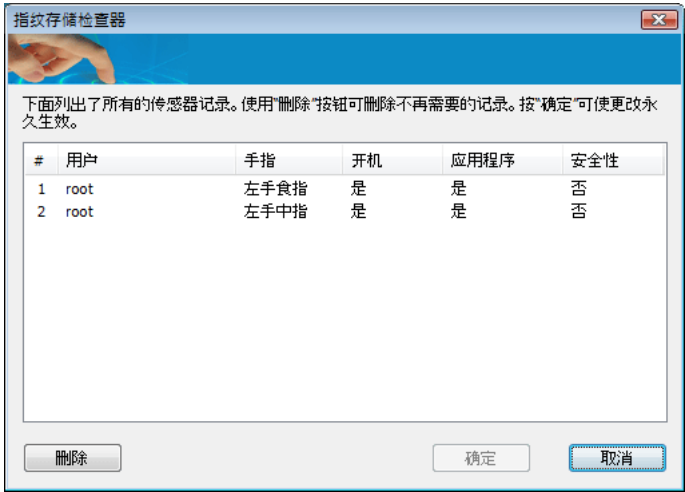 指纹存储检查器
下面列出了所有的传感器记录。使用"删除"按钮可删除不再需要的记录。按"确定"可使更改永
久生效。
# 用户 手指 开机 应用程序 安全性
1 root 左手食指 是 是 否
2 root 左手中指 是 是 否
删除 确定 取消